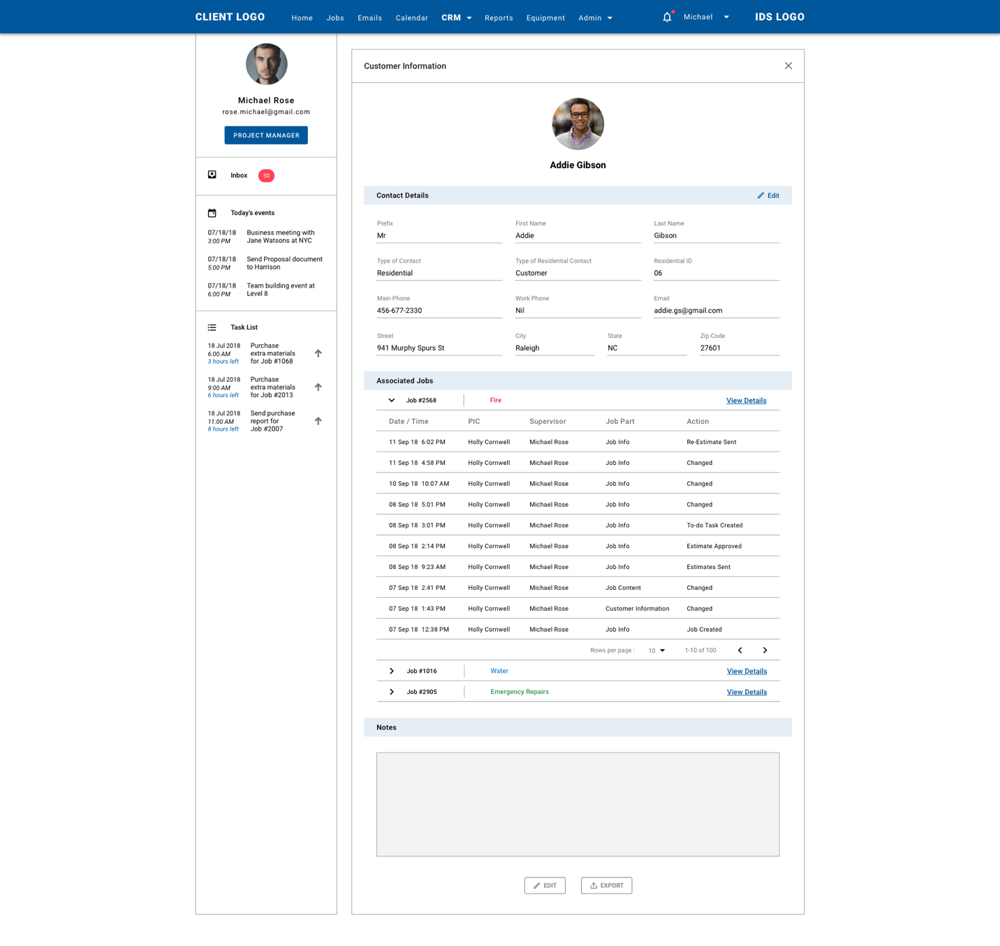 CLIENT LOGO Home Jobs Emails Calendar CRM Reports Equipment Admin Michael IDS LOGO
Michael Rose
rose.michael@gmail.com
PROJECT MANAGER
Inbox 50
Today's events
07/18/18 Business meeting with
3:00 PM Jane Watsons at NYC
07/18/18 Send Proposal document
5:00 PM to Harrison
07/18/18 Team building event at
6:00 PM Level 8
Task List
18 Jul 2018 Purchase
6:00 AM extra materials
3 hours left for Job #1068
18 Jul 2018 Purchase
9:00 AM extra materials
6 hours left for Job #2013
18 Jul 2018 Send purchase
11:00 AM report for
8 hours left Job #2007
Customer Information
Addie Gibson
Contact Details Edit
Prefix First Name Last Name
Mr Addie Gibson
Type of Contact Type of Residential Contact Residential ID
Residential Customer 06
Main Phone Work Phone Email
456-677-2330 Nil addie.gs@gmail.com
Street City State Zip Code
941 Murphy Spurs St Raleigh NC 27601
Associated Jobs
Job #2568 Fire View Details
Date / Time PIC Supervisor Job Part Action
11 Sep 18 6:02 PM Holly Cornwell Michael Rose Job Info Re-Estimate Sent
11 Sep 18 4:58 PM Holly Cornwell Michael Rose Job Info Changed
10 Sep 18 10:07 AM Holly Cornwell Michael Rose Job Info Changed
08 Sep 18 5:01 PM Holly Cornwell Michael Rose Job Info Changed
08 Sep 18 3:01 PM Holly Cornwell Michael Rose Job Info To-do Task Created
08 Sep 18 2:14 PM Holly Cornwell Michael Rose Job Info Estimate Approved
08 Sep 18 9:23 AM Holly Cornwell Michael Rose Job Info Estimates Sent
07 Sep 18 2:41 PM Holly Cornwell Michael Rose Job Content Changed
07 Sep 18 1:43 PM Holly Cornwell Michael Rose Customer Information Changed
07 Sep 18 12:38 PM Holly Cornwell Michael Rose Job Info Job Created
Rows per page : 10 1-10 of 100
Job #1016 Water View Details
Job #2905 Emergency Repairs View Details
Notes
EDIT EXPORT